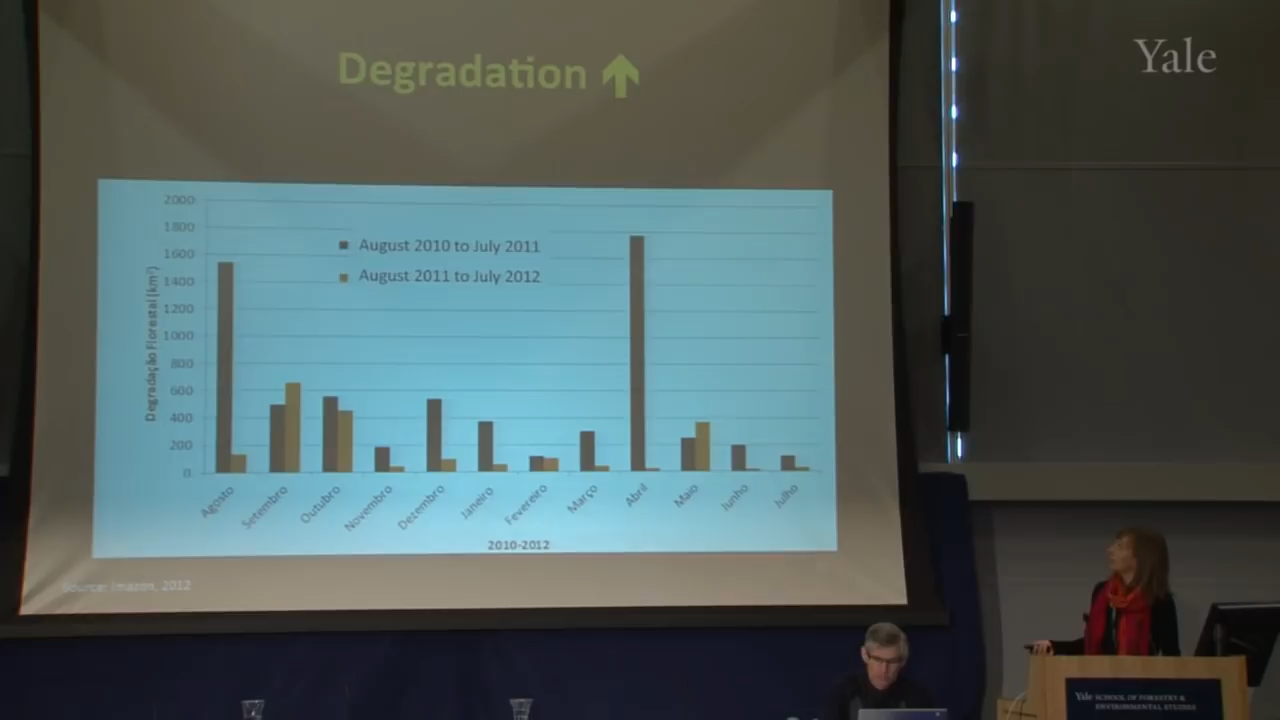 Yale
Degradation
2000
1800
1600
1400
1200
1000
800
600
400
200
0
Degradação Florestal (km²)
August 2010 to July 2011
August 2011 to July 2012
Agosto
Setembro
Outubro
Novembro
Dezembro
Janeiro
Fevereiro
Março
Abril
Maio
Junho
Julho
2010-2012
Source: Imazon, 2012
Yale SCHOOL OF FORESTRY &
ENVIRONMENTAL STUDIES